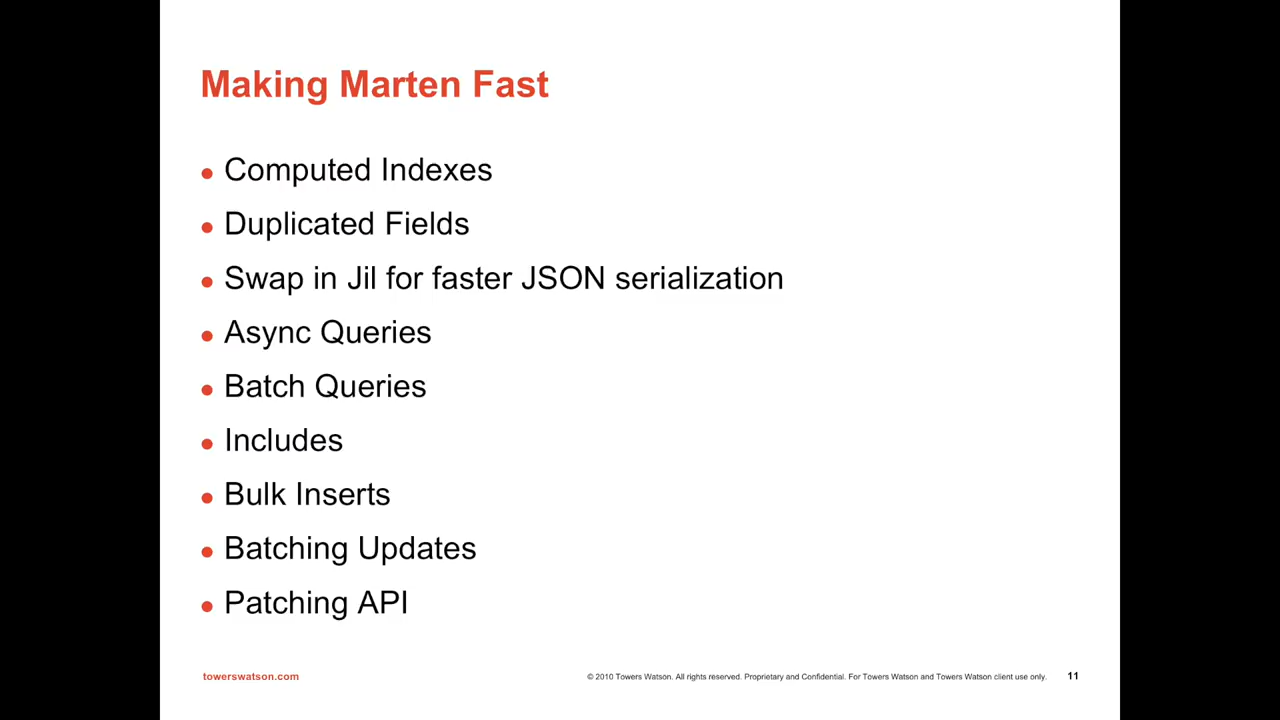 Making Marten Fast
• Computed Indexes
• Duplicated Fields
• Swap in Jil for faster JSON serialization
• Async Queries
• Batch Queries
• Includes
• Bulk Inserts
• Batching Updates
• Patching API
towerswatson.com © 2010 Towers Watson. All rights reserved. Proprietary and Confidential. For Towers Watson and Towers Watson client use only. 11